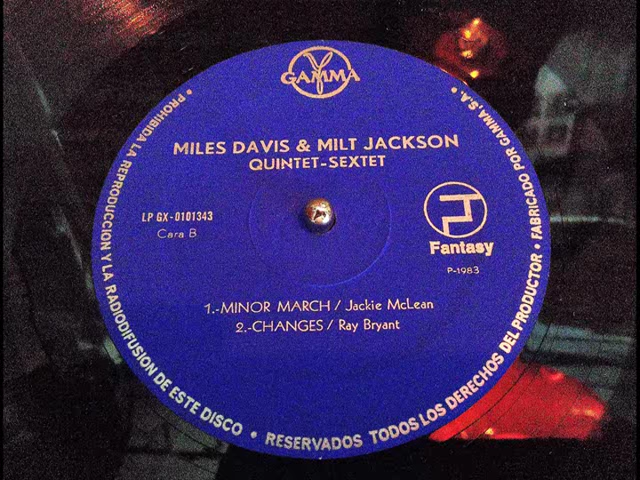 GAMMA
MILES DAVIS & MILT JACKSON
QUINTET-SEXTET
LP GX-0101343
Cara B
Fantasy
P-1983
1.-MINOR MARCH / Jackie McLean
2.-CHANGES / Ray Bryant
• PROHIBIDA LA REPRODUCCION Y LA RADIODIFUSION DE ESTE DISCO • RESERVADOS TODOS LOS DERECHOS DEL PRODUCTOR • FABRICADO POR GAMMA S.A. •